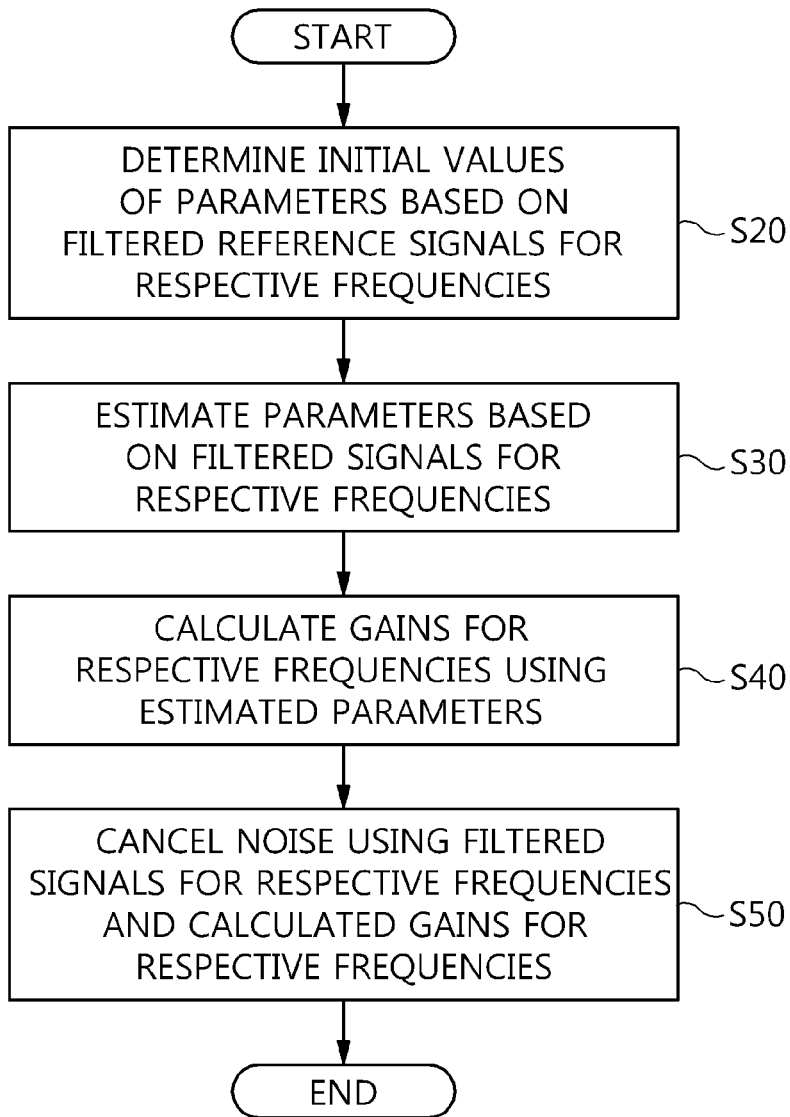 START
DETERMINE INITIAL VALUES
OF PARAMETERS BASED ON
FILTERED REFERENCE SIGNALS FOR
RESPECTIVE FREQUENCIES
S20
ESTIMATE PARAMETERS BASED
ON FILTERED SIGNALS FOR
RESPECTIVE FREQUENCIES
S30
CALCULATE GAINS FOR
RESPECTIVE FREQUENCIES USING
ESTIMATED PARAMETERS
S40
CANCEL NOISE USING FILTERED
SIGNALS FOR RESPECTIVE FREQUENCIES
AND CALCULATED GAINS FOR
RESPECTIVE FREQUENCIES
S50
END